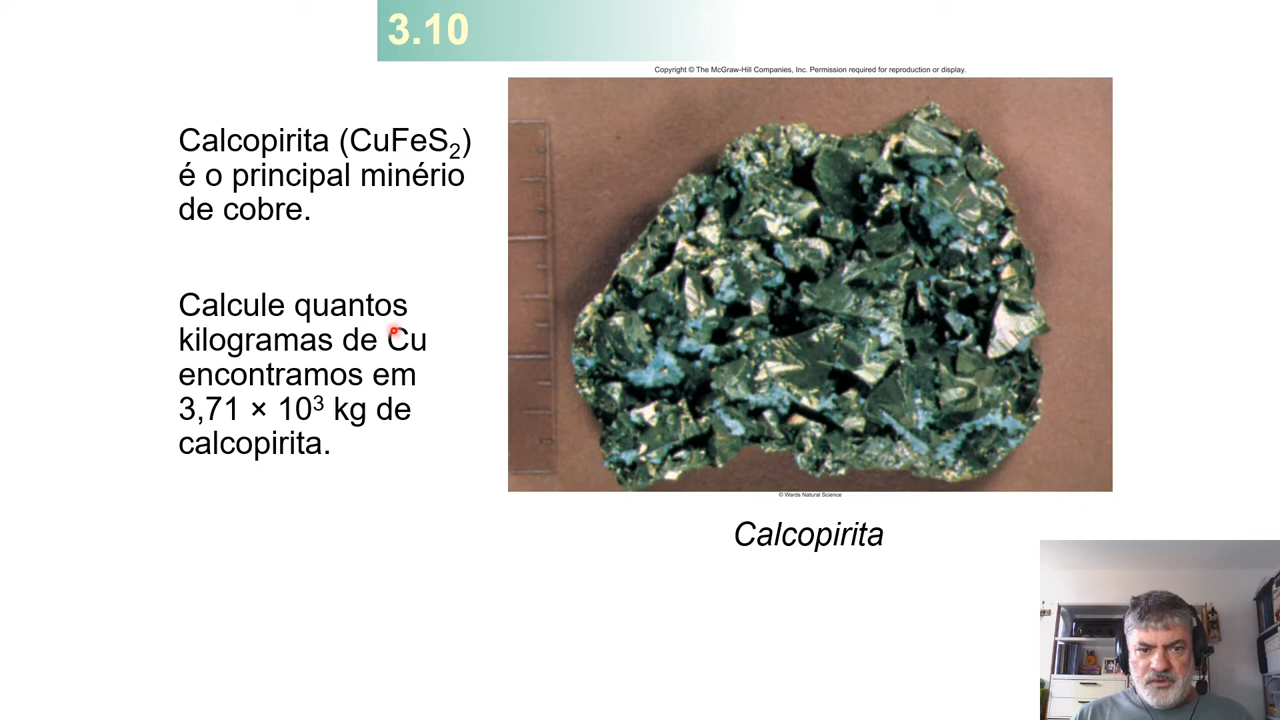 3.10
Copyright © The McGraw-Hill Companies, Inc. Permission required for reproduction or display.
Calcopirita (CuFeS₂)
é o principal minério
de cobre.
Calcule quantos
kilogramas de Cu
encontramos em
3,71 × 10³ kg de
calcopirita.
© Wards Natural Science
Calcopirita